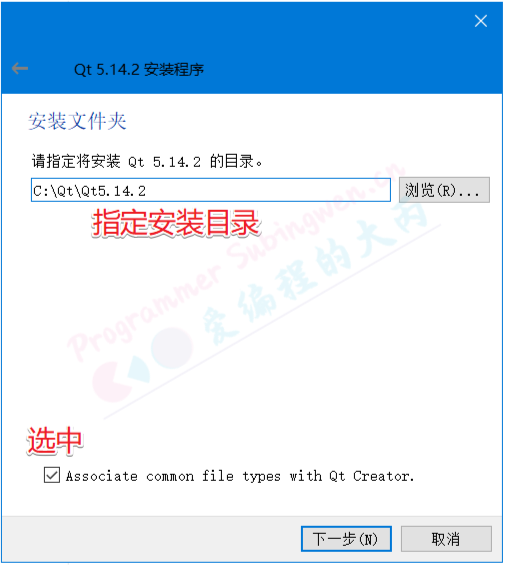 Qt 5.14.2 安装程序
安装文件夹
请指定将安装 Qt 5.14.2 的目录。
C:\Qt\Qt5.14.2
浏览(R)...
指定安装目录
Programmer Subingwen.cn
爱编程的大丙
选中
Associate common file types with Qt Creator.
下一步(N)
取消